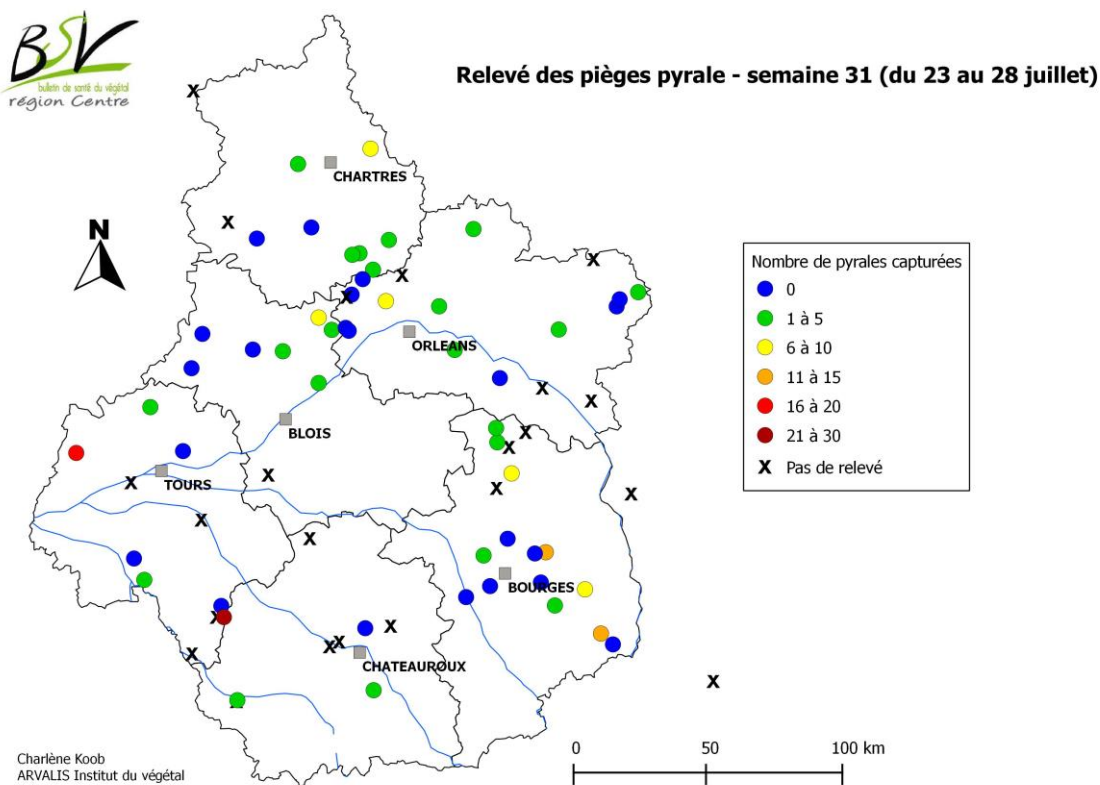 BSV
bulletin de santé du végétal
région Centre
Relevé des pièges pyrale - semaine 31 (du 23 au 28 juillet)
X
CHARTRES
X
N
X
X
X
Nombre de pyrales capturées
0
1 à 5
6 à 10
11 à 15
16 à 20
21 à 30
X Pas de relevé
ORLEANS
X
X
BLOIS
X
X
TOURS
X
X
X
X
X
X
BOURGES
X
X
X
X
X
CHATEAUROUX
X
Charlène Koob
ARVALIS Institut du végétal
0 50 100 km